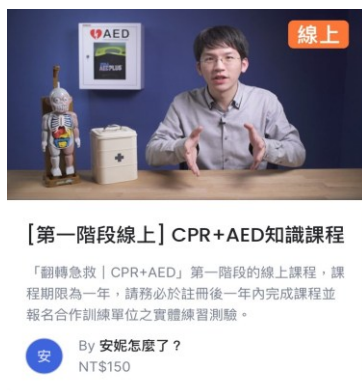 AED
線上
[第一階段線上] CPR+AED知識課程
「翻轉急救｜CPR+AED」第一階段的線上課程，課
程期限為一年，請務必於註冊後一年內完成課程並
報名合作訓練單位之實體練習測驗。
安
By 安妮怎麼了？
NT$150